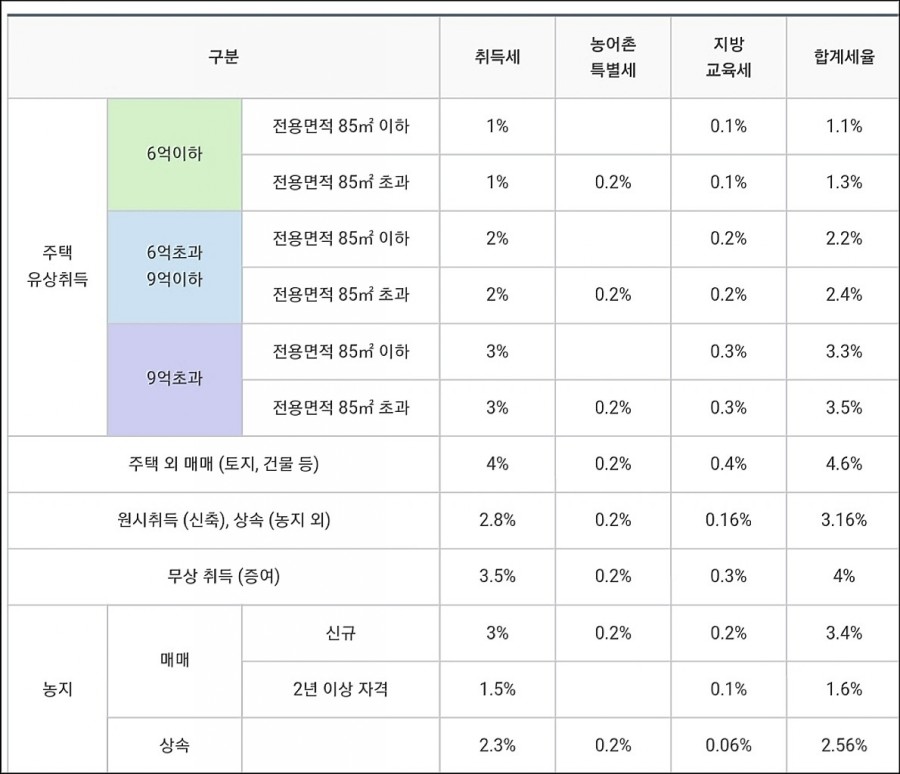 구분 취득세 농어촌 특별세 지방 교육세 합계세율
주택 유상취득 6억이하 전용면적 85㎡ 이하 1% 0.1% 1.1%
전용면적 85㎡ 초과 1% 0.2% 0.1% 1.3%
6억초과 9억이하 전용면적 85㎡ 이하 2% 0.2% 2.2%
전용면적 85㎡ 초과 2% 0.2% 0.2% 2.4%
9억초과 전용면적 85㎡ 이하 3% 0.3% 3.3%
전용면적 85㎡ 초과 3% 0.2% 0.3% 3.5%
주택 외 매매 (토지, 건물 등) 4% 0.2% 0.4% 4.6%
원시취득 (신축), 상속 (농지 외) 2.8% 0.2% 0.16% 3.16%
무상 취득 (증여) 3.5% 0.2% 0.3% 4%
농지 매매 신규 3% 0.2% 0.2% 3.4%
2년 이상 자격 1.5% 0.1% 1.6%
상속 2.3% 0.2% 0.06% 2.56%